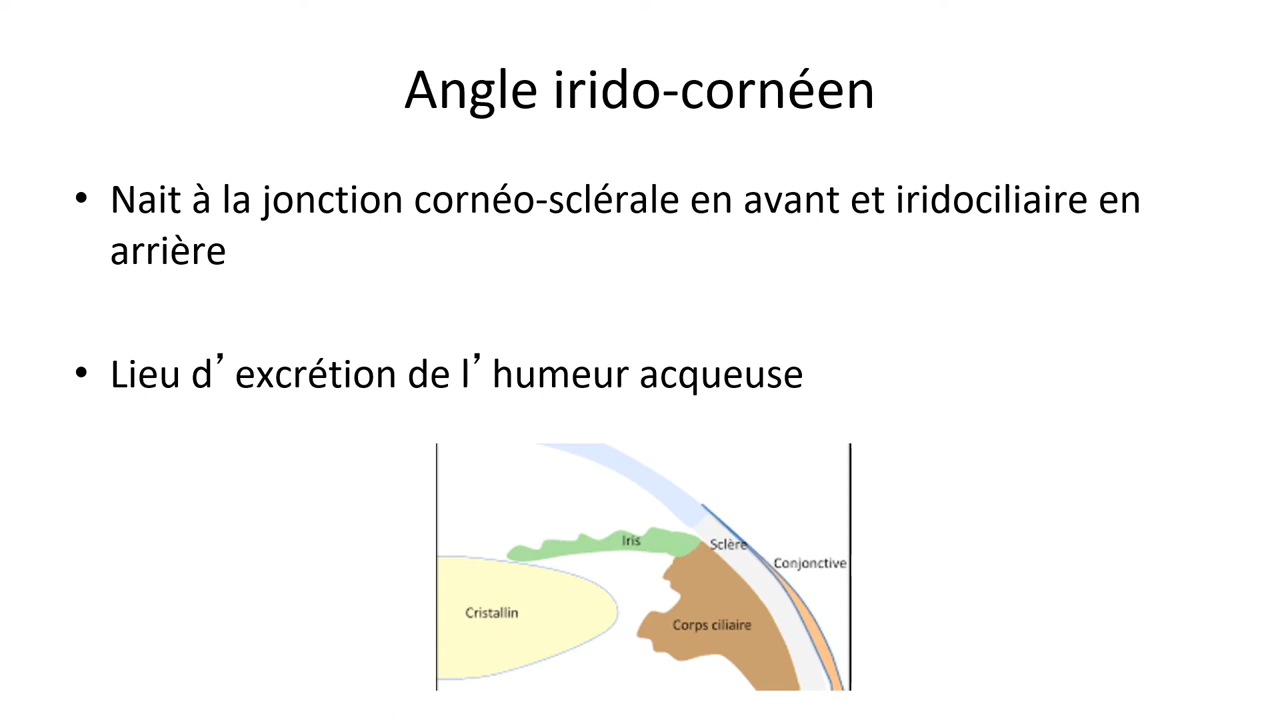 Angle irido-cornéen
• Nait à la jonction cornéo-sclérale en avant et iridociliaire en
arrière
• Lieu d’ excrétion de l’ humeur acqueuse
Iris
Sclère
Conjonctive
Cristallin
Corps ciliaire